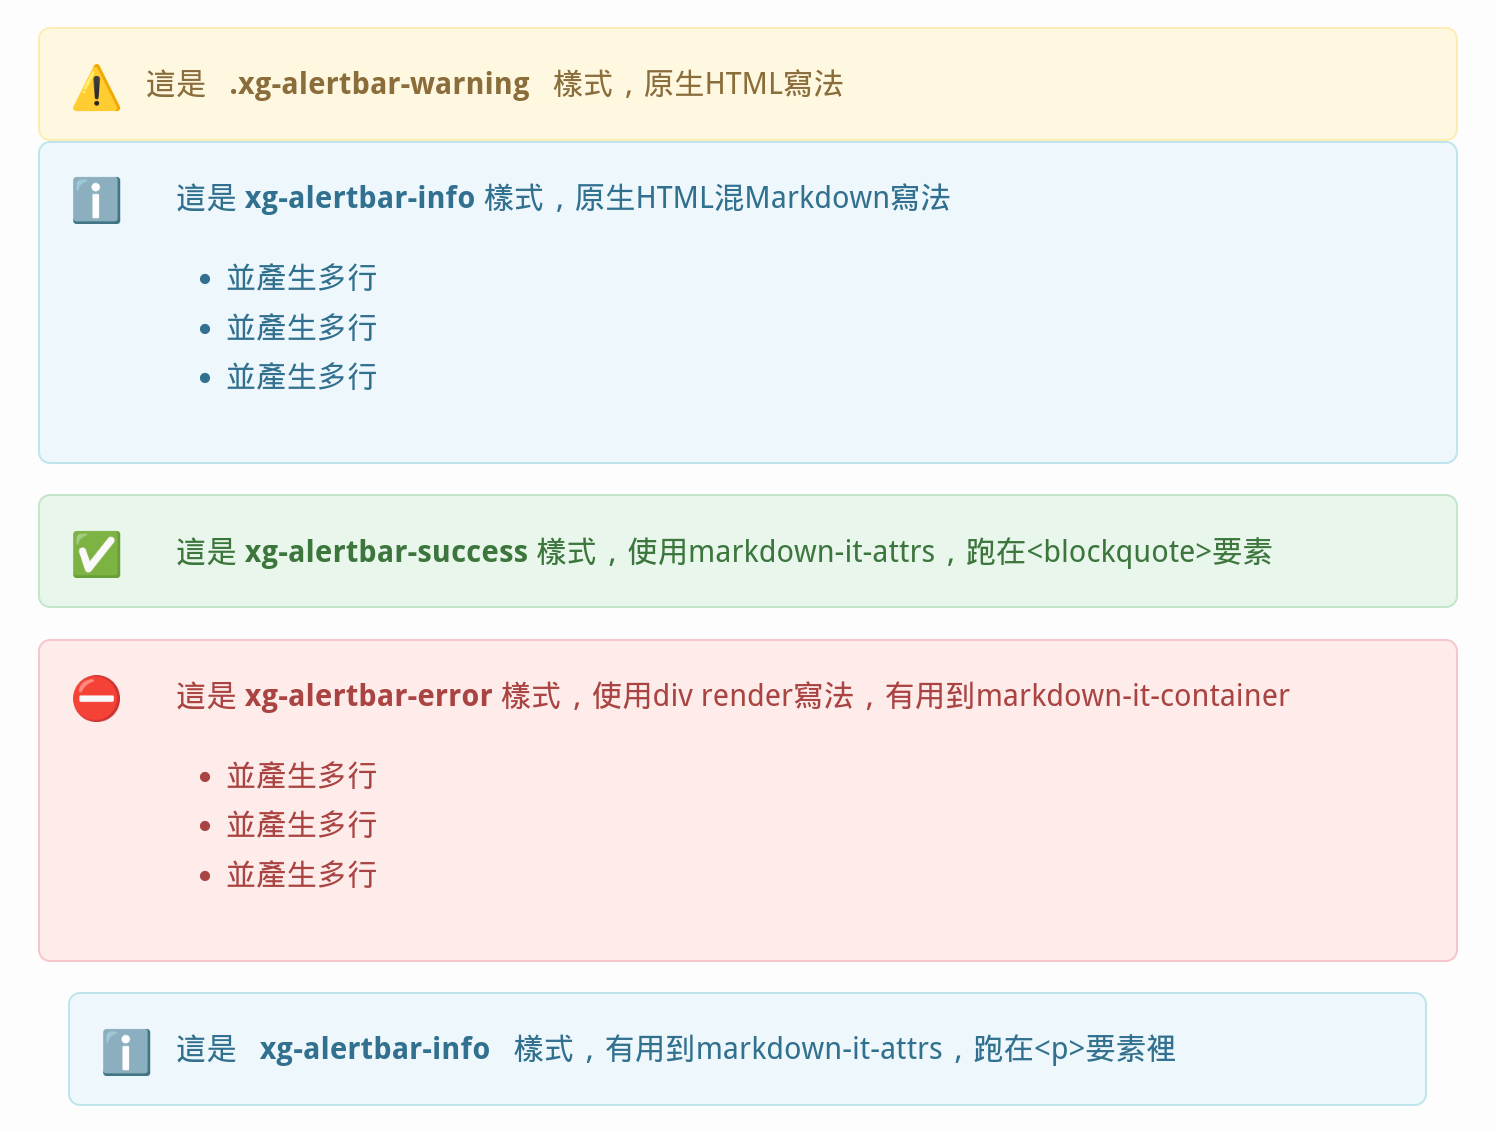 這是 .xg-alertbar-warning 樣式，原生HTML寫法
這是 xg-alertbar-info 樣式，原生HTML混Markdown寫法
• 並產生多行
• 並產生多行
• 並產生多行
這是 xg-alertbar-success 樣式，使用markdown-it-attrs，跑在<blockquote>要素
這是 xg-alertbar-error 樣式，使用div render寫法，有用到markdown-it-container
• 並產生多行
• 並產生多行
• 並產生多行
這是 xg-alertbar-info 樣式，有用到markdown-it-attrs，跑在<p>要素裡